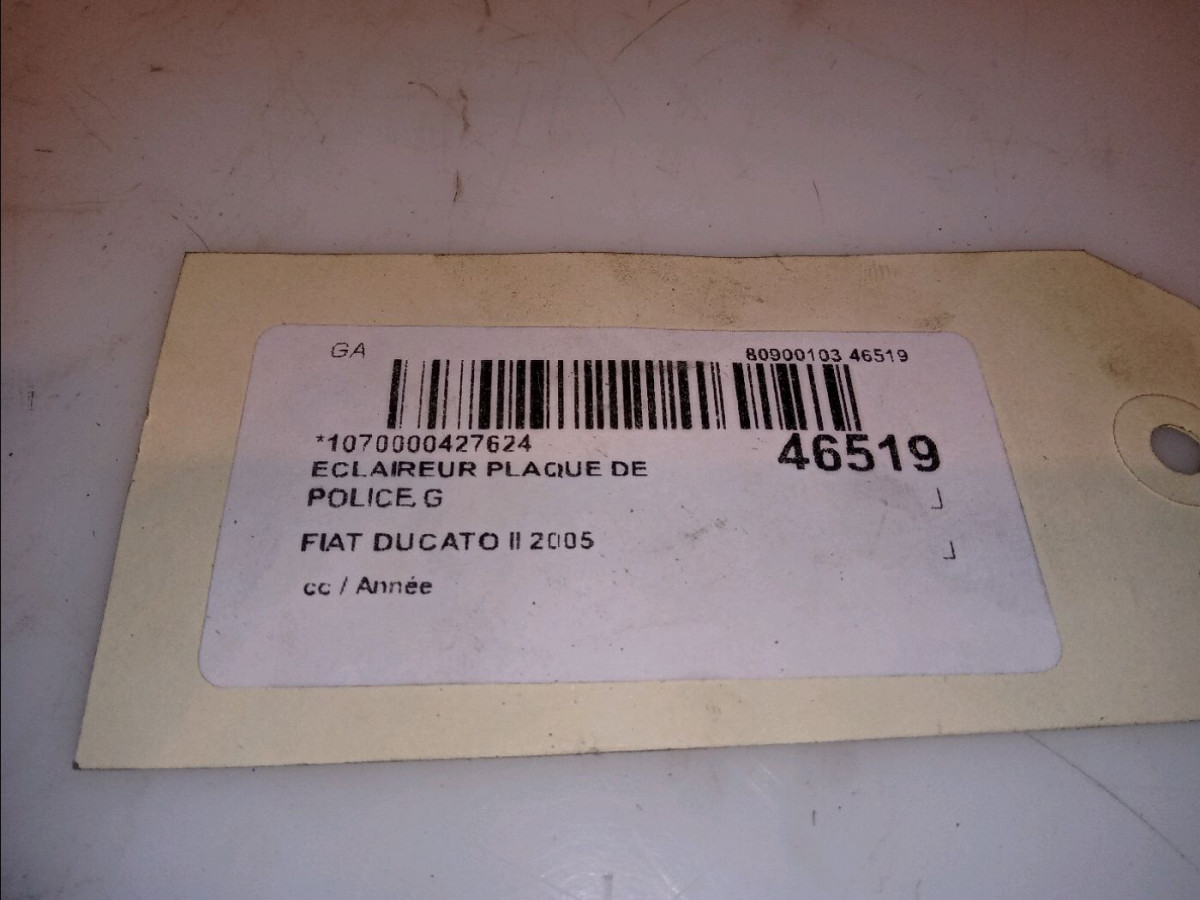 GA
80900103 46519
*1070000427624
46519
ECLAIREUR PLAQUE DE
POLICE, G
FIAT DUCATO II 2005
cc / Année